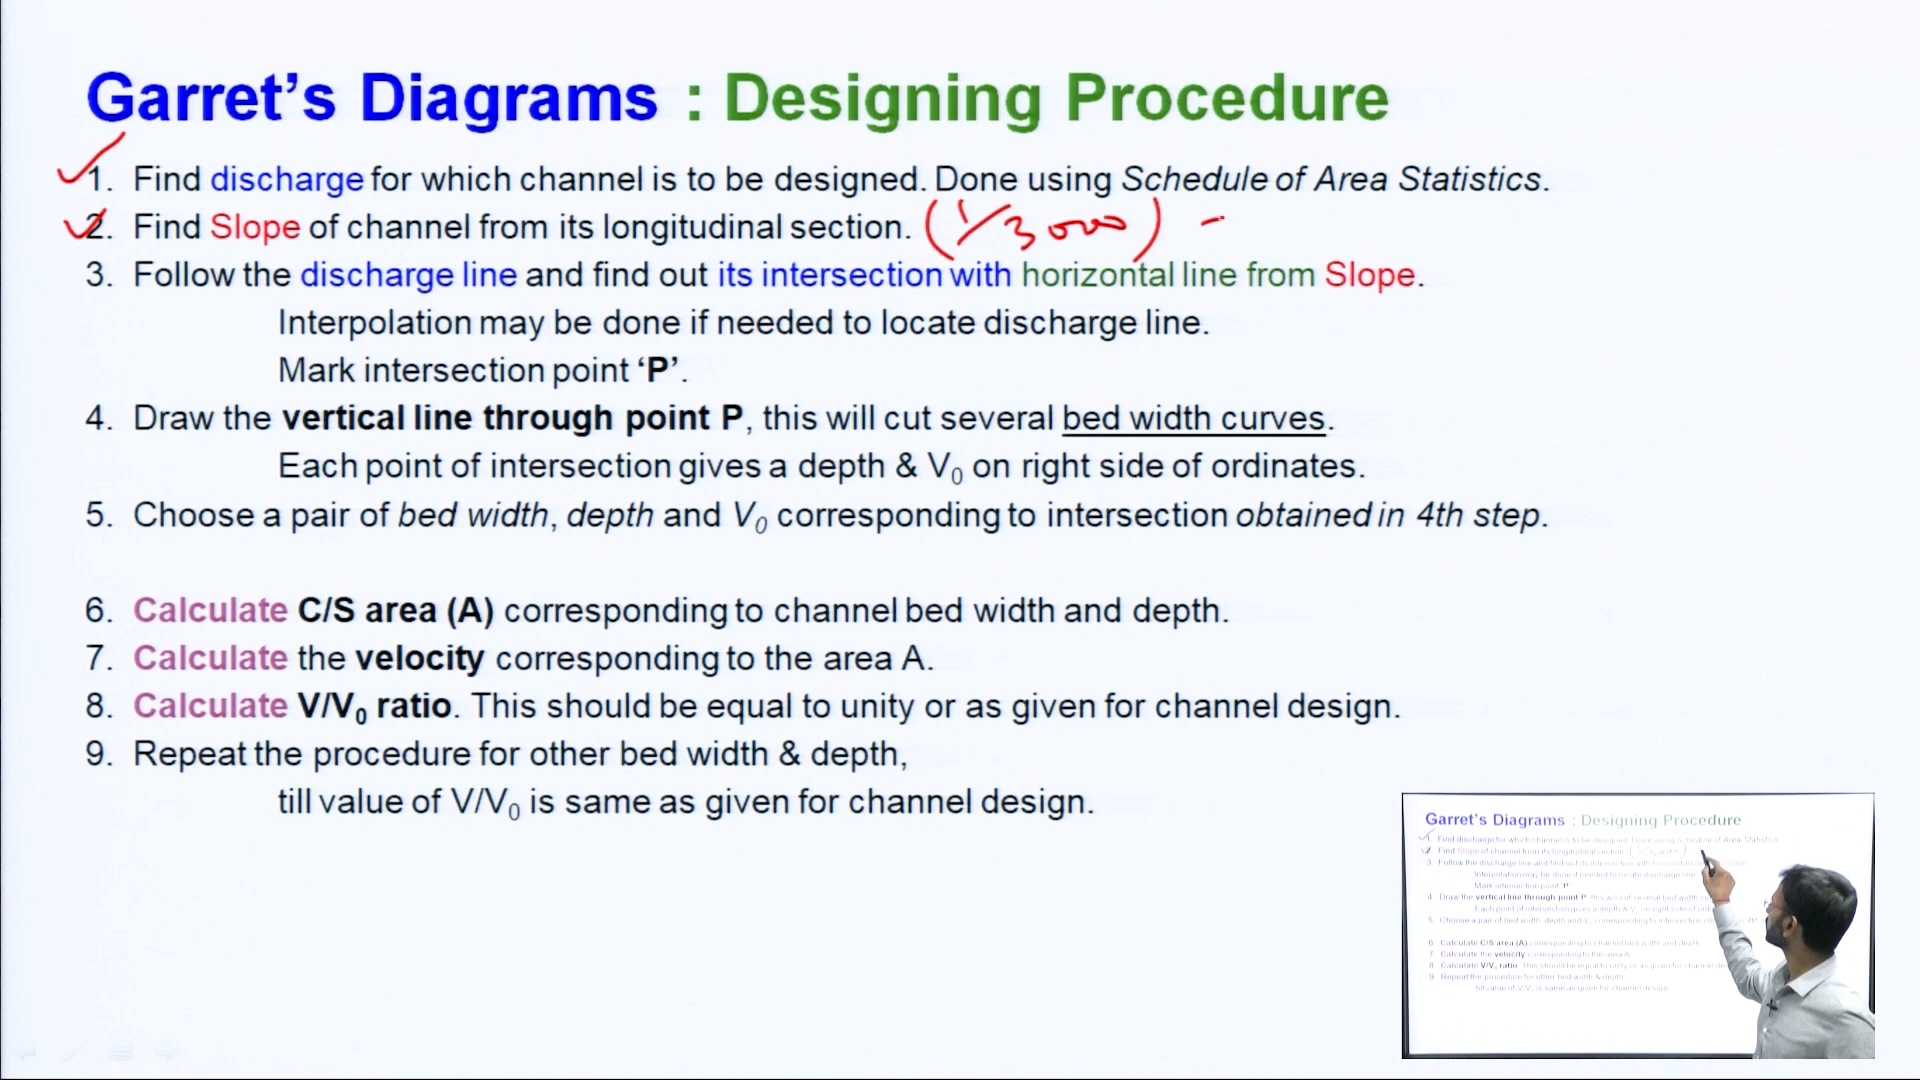 Garret’s Diagrams : Designing Procedure
1. Find discharge for which channel is to be designed. Done using Schedule of Area Statistics.
2. Find Slope of channel from its longitudinal section. (1/3000) -
3. Follow the discharge line and find out its intersection with horizontal line from Slope.
Interpolation may be done if needed to locate discharge line.
Mark intersection point ‘P’.
4. Draw the vertical line through point P, this will cut several bed width curves.
Each point of intersection gives a depth & V0 on right side of ordinates.
5. Choose a pair of bed width, depth and V0 corresponding to intersection obtained in 4th step.
6. Calculate C/S area (A) corresponding to channel bed width and depth.
7. Calculate the velocity corresponding to the area A.
8. Calculate V/V0 ratio. This should be equal to unity or as given for channel design.
9. Repeat the procedure for other bed width & depth,
till value of V/V0 is same as given for channel design.
Garret's Diagrams : Designing Procedure